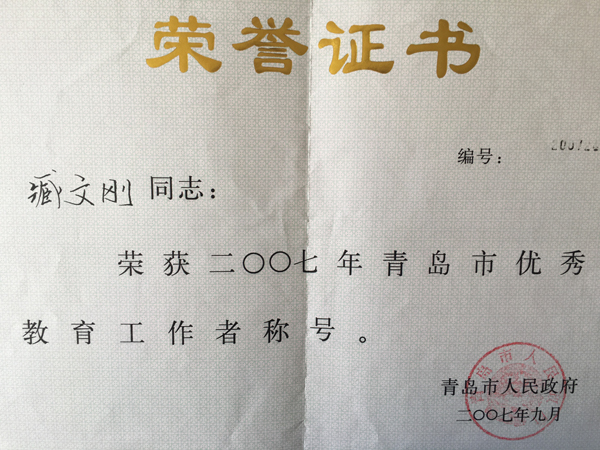 荣誉证书
编号：
臧文刚 同志：
荣获二〇〇七年青岛市优秀
教育工作者称号。
青岛市人民政府
二〇〇七年九月